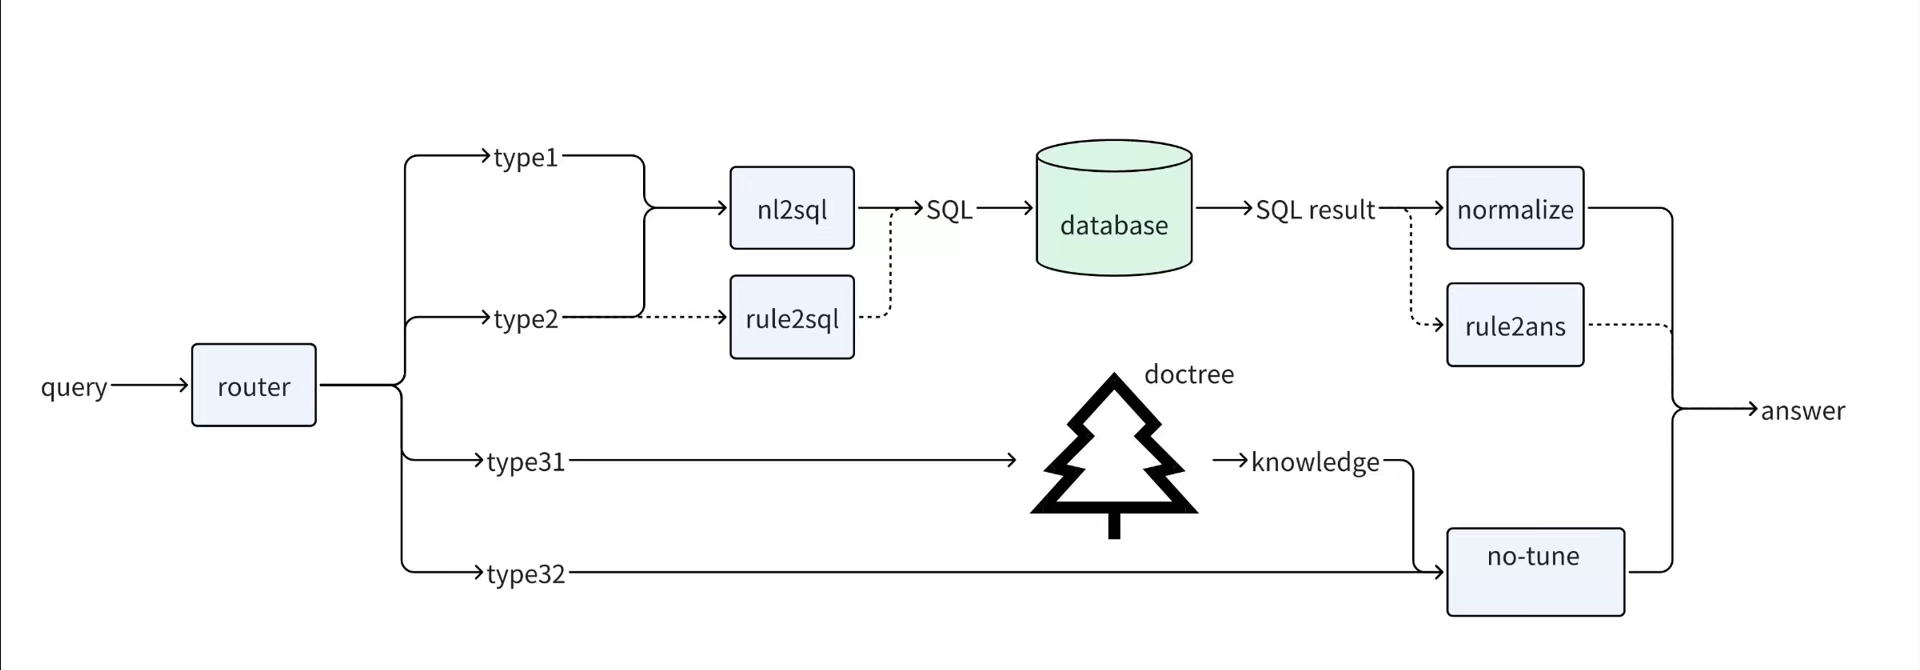 type1
nl2sql
SQL
database
SQL result
normalize
type2
rule2sql
rule2ans
query
router
doctree
answer
type31
knowledge
type32
no-tune